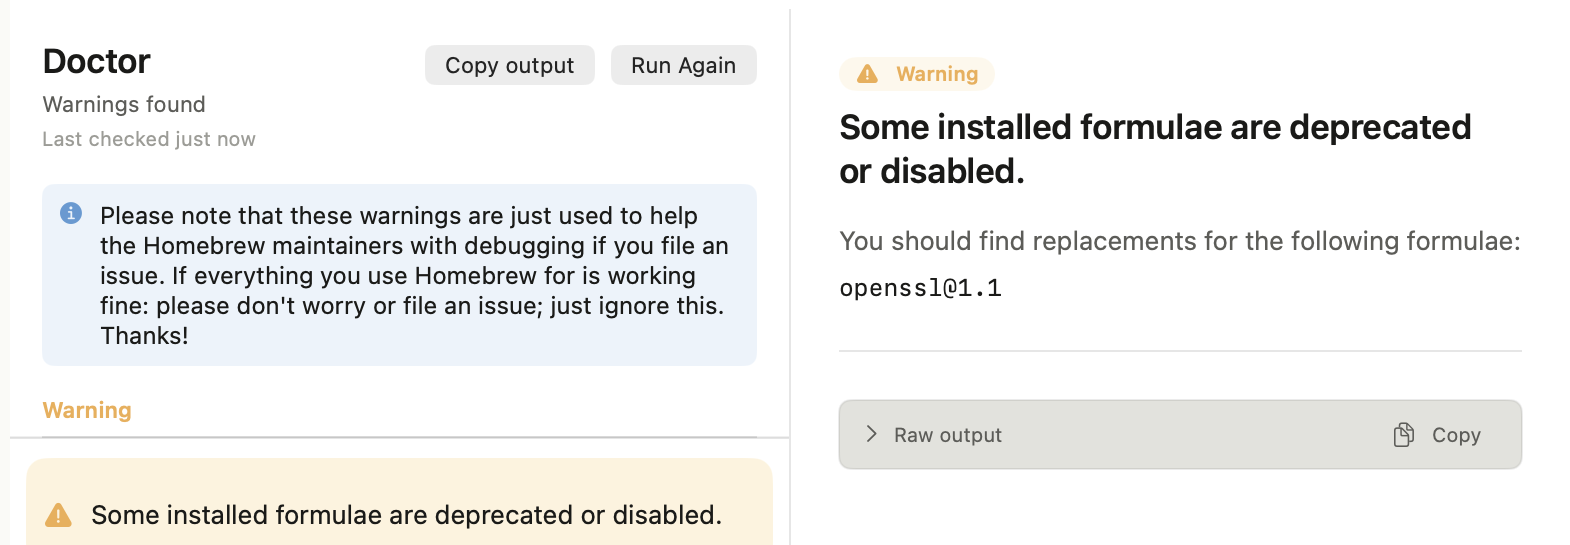 Doctor
Copy output
Run Again
Warnings found
Last checked just now
Please note that these warnings are just used to help
the Homebrew maintainers with debugging if you file an
issue. If everything you use Homebrew for is working
fine: please don't worry or file an issue; just ignore this.
Thanks!
Warning
Some installed formulae are deprecated or disabled.
Warning
Some installed formulae are deprecated
or disabled.
You should find replacements for the following formulae:
openssl@1.1
Raw output
Copy